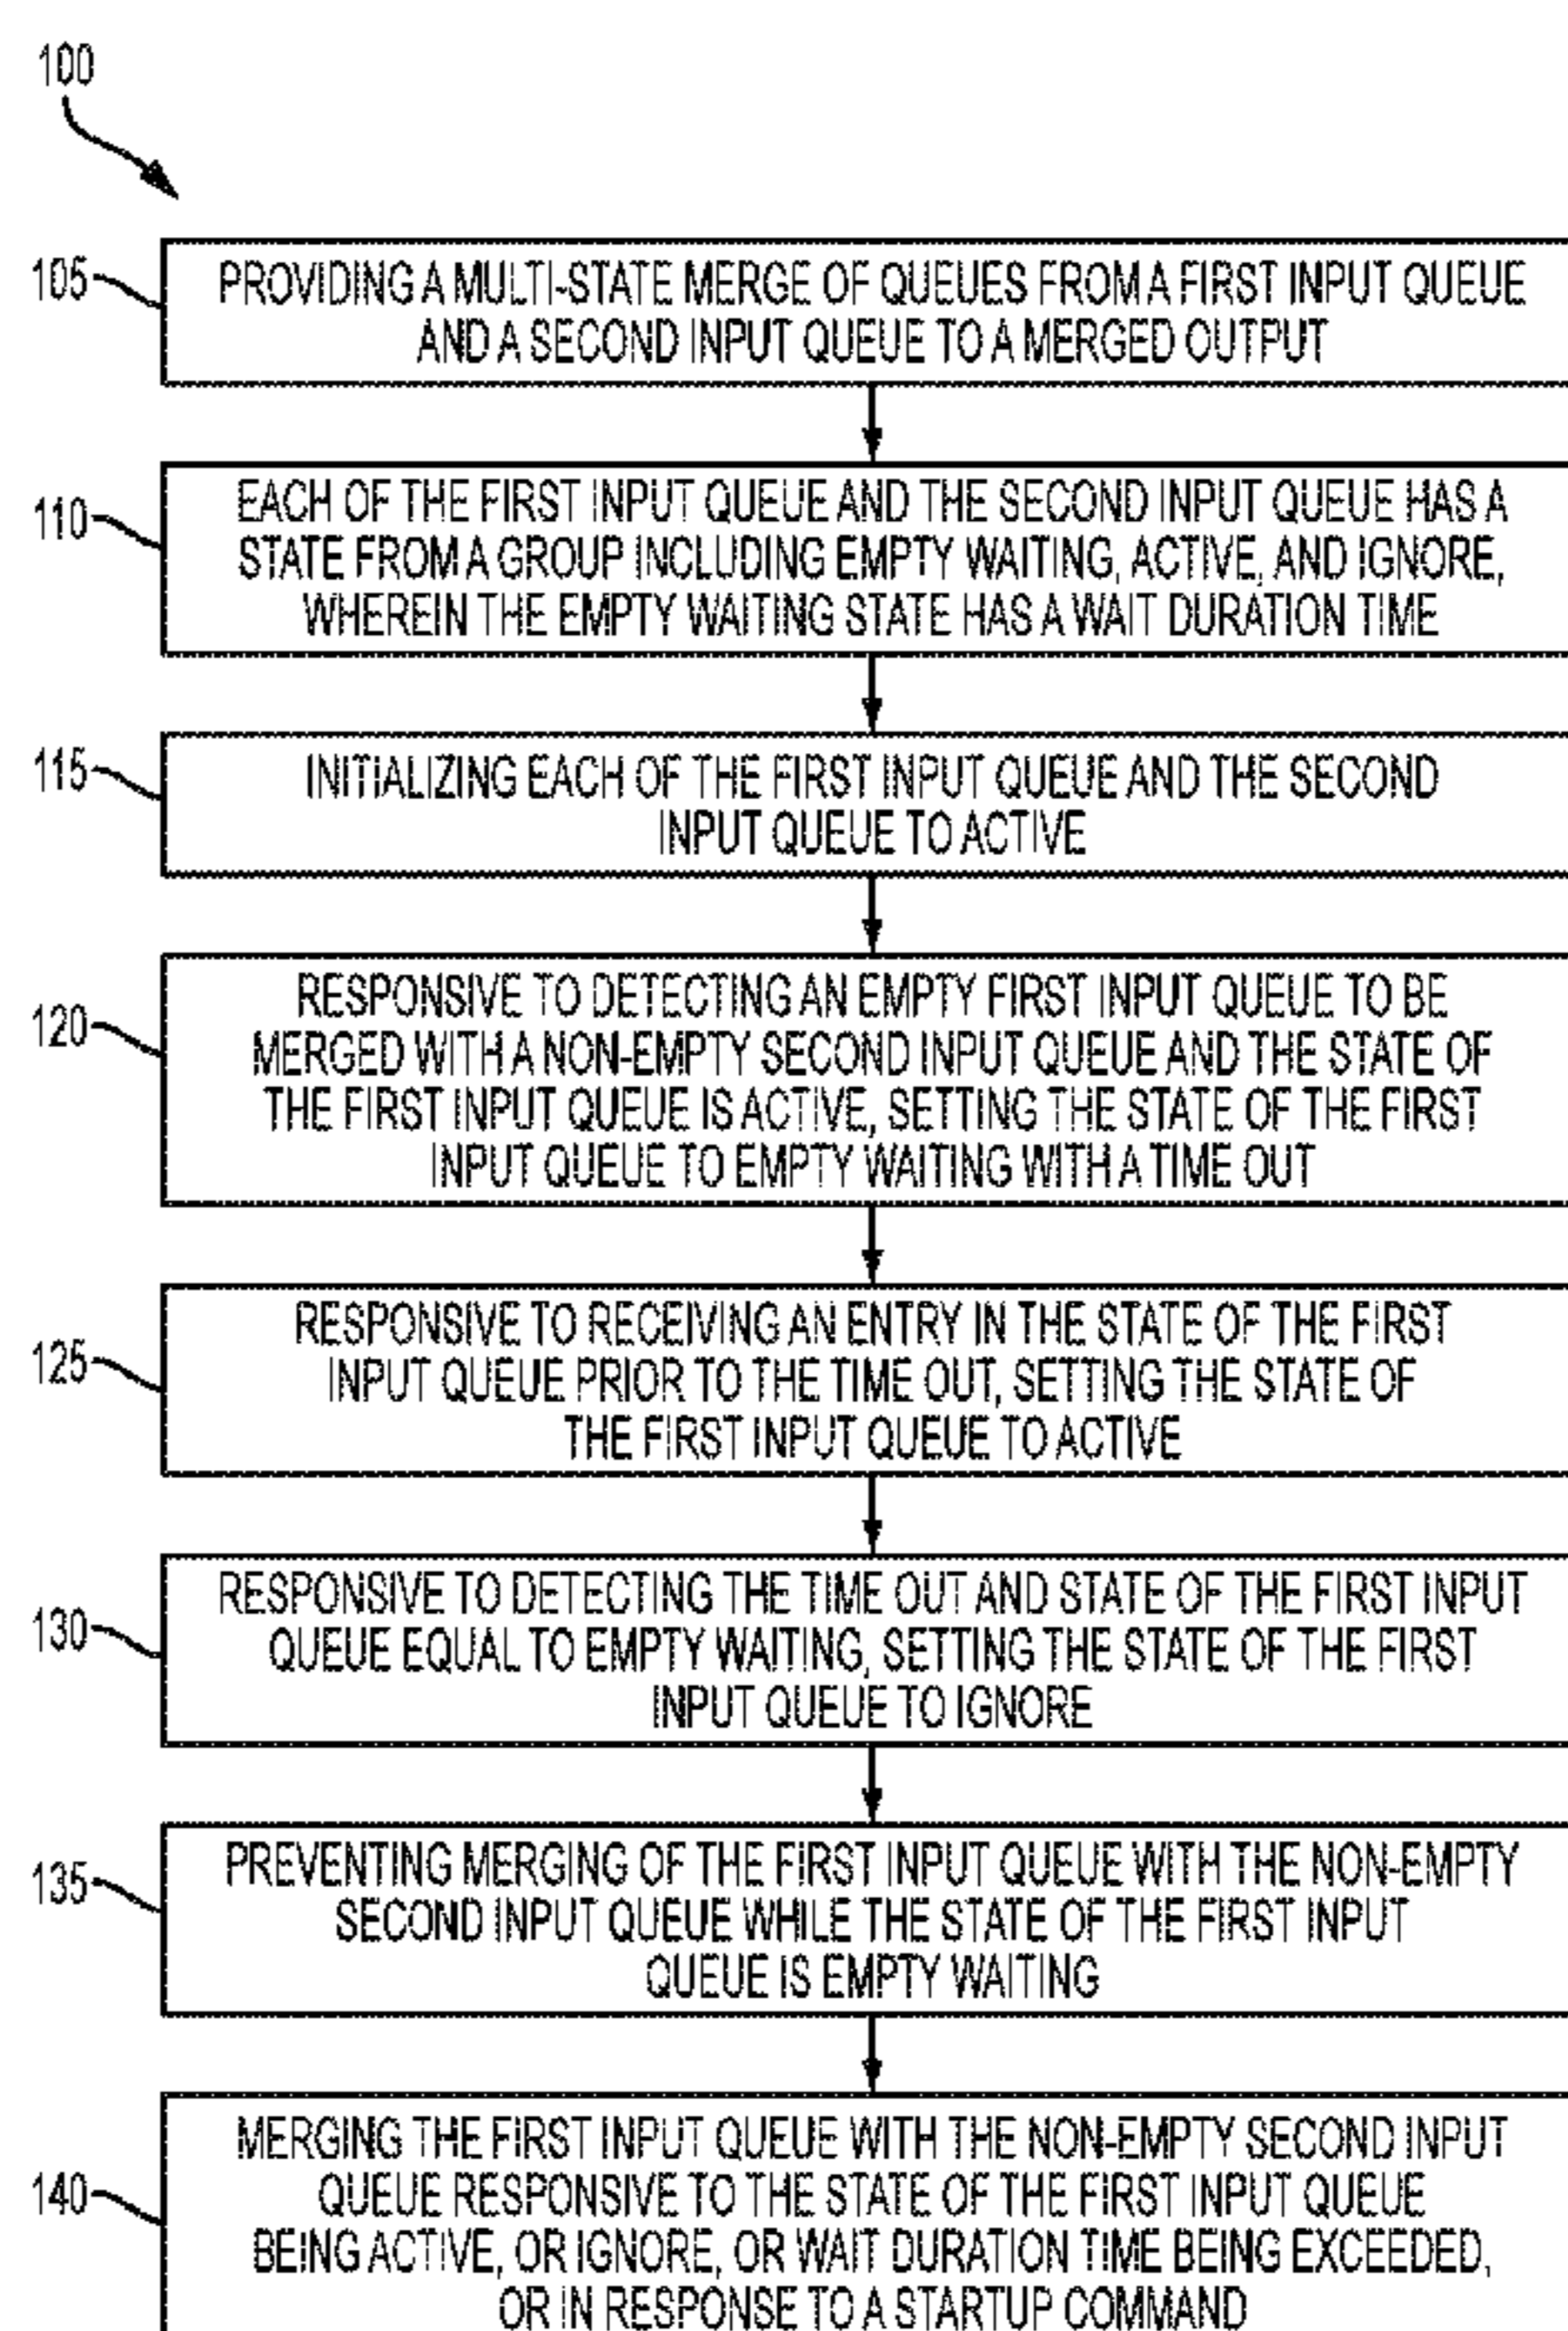 100
105
PROVIDING A MULTI-STATE MERGE OF QUEUES FROM A FIRST INPUT QUEUE
AND A SECOND INPUT QUEUE TO A MERGED OUTPUT
110
EACH OF THE FIRST INPUT QUEUE AND THE SECOND INPUT QUEUE HAS A
STATE FROM A GROUP INCLUDING EMPTY WAITING, ACTIVE, AND IGNORE,
WHEREIN THE EMPTY WAITING STATE HAS A WAIT DURATION TIME
115
INITIALIZING EACH OF THE FIRST INPUT QUEUE AND THE SECOND
INPUT QUEUE TO ACTIVE
120
RESPONSIVE TO DETECTING AN EMPTY FIRST INPUT QUEUE TO BE
MERGED WITH A NON-EMPTY SECOND INPUT QUEUE AND THE STATE OF
THE FIRST INPUT QUEUE IS ACTIVE, SETTING THE STATE OF THE FIRST
INPUT QUEUE TO EMPTY WAITING WITH A TIME OUT
125
RESPONSIVE TO RECEIVING AN ENTRY IN THE STATE OF THE FIRST
INPUT QUEUE PRIOR TO THE TIME OUT, SETTING THE STATE OF
THE FIRST INPUT QUEUE TO ACTIVE
130
RESPONSIVE TO DETECTING THE TIME OUT AND STATE OF THE FIRST INPUT
QUEUE EQUAL TO EMPTY WAITING, SETTING THE STATE OF THE FIRST
INPUT QUEUE TO IGNORE
135
PREVENTING MERGING OF THE FIRST INPUT QUEUE WITH THE NON-EMPTY
SECOND INPUT QUEUE WHILE THE STATE OF THE FIRST INPUT
QUEUE IS EMPTY WAITING
140
MERGING THE FIRST INPUT QUEUE WITH THE NON-EMPTY SECOND INPUT
QUEUE RESPONSIVE TO THE STATE OF THE FIRST INPUT QUEUE
BEING ACTIVE, OR IGNORE, OR WAIT DURATION TIME BEING EXCEEDED,
OR IN RESPONSE TO A STARTUP COMMAND